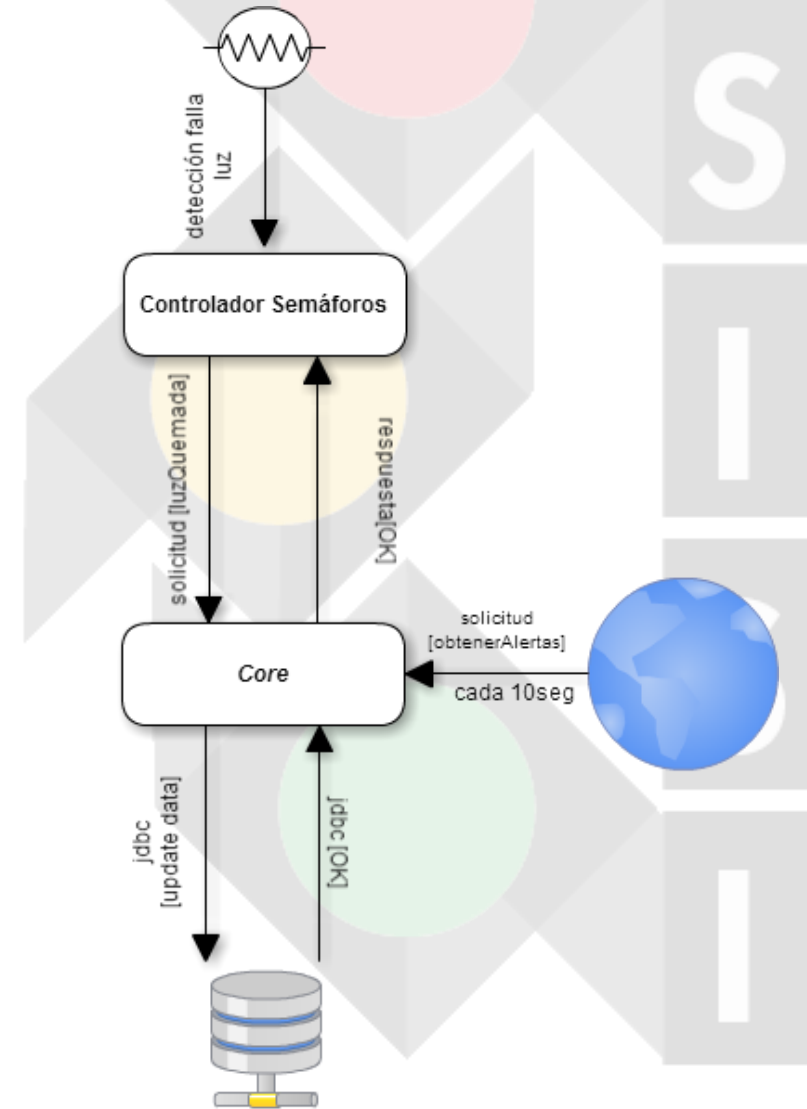 detección falla
luz
Controlador Semáforos
solicitud [luzQuemada]
respuesta[OK]
solicitud
[obtenerAlertas]
cada 10seg
Core
jdbc
[update data]
jdbc [OK]
S
I
S
I